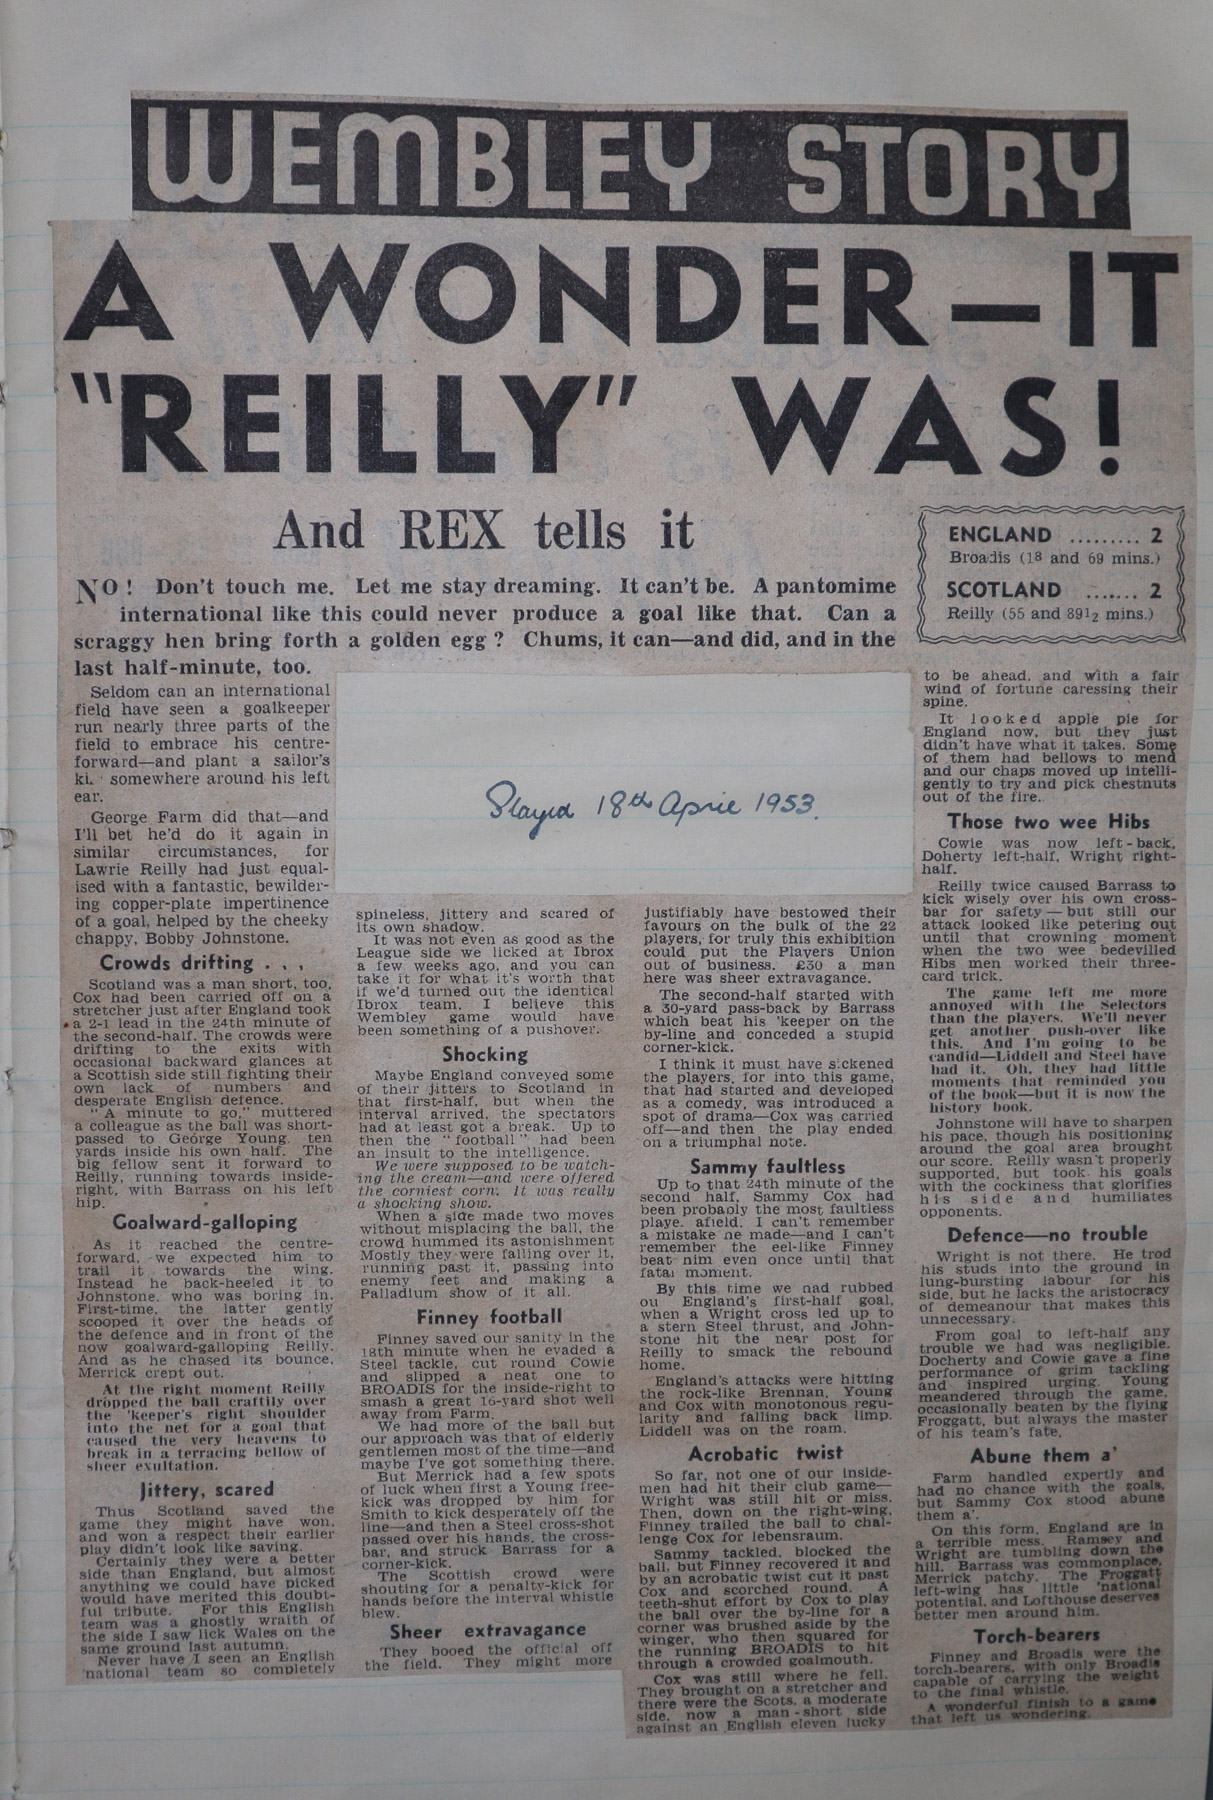 WEMBLEY STORY
A WONDER—IT
"REILLY" WAS!
And REX tells it
ENGLAND ......... 2
Broadis (18 and 69 mins.)
SCOTLAND ....... 2
Reilly (55 and 89½ mins.)
NO! Don't touch me. Let me stay dreaming. It can't be. A pantomime
international like this could never produce a goal like that. Can a
scraggy hen bring forth a golden egg? Chums, it can—and did, and in the
last half-minute, too.
Seldom can an international
field have seen a goalkeeper
run nearly three parts of the
field to embrace his centre-
forward—and plant a sailor's
somewhere around his left
ear.
George Farm did that—and
I'll bet he'd do it again in
similar circumstances, for
Lawrie Reilly had just equal-
ised with a fantastic, bewilder-
ing copper-plate impertinence
of a goal, helped by the cheeky
chappy, Bobby Johnstone.
Crowds drifting . . .
Scotland was a man short, too,
Cox had been carried off on a
stretcher just after England took
a 2-1 lead in the 24th minute of
the second-half. The crowds were
drifting to the exits with
occasional backward glances at
a Scottish side still fighting their
own lack of numbers and
desperate English defence.
"A minute to go," muttered
a colleague as the ball was short-
passed to George Young, ten
yards inside his own half. The
big fellow sent it forward to
Reilly, running towards inside-
right, with Barrass on his left
hip.
Goalward-galloping
As it reached the centre-
forward, we expected him to
trail it towards the wing.
Instead he back-heeled it to
Johnstone, who was boring in.
First-time, the latter gently
scooped it over the heads of
the defence and in front of the
now goalward-galloping Reilly.
And as he chased its bounce,
Merrick crept out.
At the right moment Reilly
dropped the ball craftily over
the 'keeper's right shoulder
into the net for a goal that
caused the very heavens to
break in a terracing bellow of
sheer exultation.
Jittery, scared
Thus Scotland saved the
game they might have won,
and won a respect their earlier
play didn't look like saving.
Certainly they were a better
side than England, but almost
anything we could have picked
would have merited this doubt-
ful tribute. For this English
team was a ghostly wraith of
the side I saw lick Wales on the
same ground last autumn.
Never have I seen an English
national team so completely
Played 18th April 1953.
spineless, jittery and scared of
its own shadow.
It was not even as good as the
League side we licked at Ibrox
a few weeks ago, and you can
take it for what it's worth that
if we'd turned out the identical
Ibrox team, I believe this
Wembley game would have
been something of a pushover.
Shocking
Maybe England conveyed some
of their jitters to Scotland in
that first-half, but when the
interval arrived, the spectators
had at least got a break. Up to
then the "football" had been
an insult to the intelligence.
We were supposed to be watch-
ing the cream—and were offered
the corniest corn. It was really
a shocking show.
When a side made two moves
without misplacing the ball, the
crowd hummed its astonishment
Mostly they were falling over it,
running past it, passing into
enemy feet and making a
Palladium show of it all.
Finney football
Finney saved our sanity in the
18th minute when he evaded a
Steel tackle, cut round Cowie
and slipped a neat one to
BROADIS for the inside-right to
smash a great 16-yard shot well
away from Farm.
We had more of the ball but
our approach was that of elderly
gentlemen most of the time—and
maybe I've got something there.
But Merrick had a few spots
of luck when first a Young free-
kick was dropped by him for
Smith to kick desperately off the
line—and then a Steel cross-shot
passed over his hands, the cross-
bar, and struck Barrass for a
corner-kick.
The Scottish crowd were
shouting for a penalty-kick for
hands before the interval whistle
blew.
Sheer extravagance
They booed the official off
the field. They might more
justifiably have bestowed their
favours on the bulk of the 22
players, for truly this exhibition
could put the Players Union
out of business. £30 a man
here was sheer extravagance.
The second-half started with
a 30-yard pass-back by Barrass
which beat his 'keeper on the
by-line and conceded a stupid
corner-kick.
I think it must have sickened
the players, for into this game,
that had started and developed
as a comedy, was introduced a
spot of drama—Cox was carried
off—and then the play ended
on a triumphal note.
Sammy faultless
Up to that 24th minute of the
second half, Sammy Cox had
been probably the most faultless
playe. afield. I can't remember
a mistake he made—and I can't
remember the eel-like Finney
beat him even once until that
fatal moment.
By this time we had rubbed
ou England's first-half goal,
when a Wright cross led up to
a stern Steel thrust, and John-
stone hit the near post for
Reilly to smack the rebound
home.
England's attacks were hitting
the rock-like Brennan, Young
and Cox with monotonous regu-
larity and falling back limp.
Liddell was on the roam.
Acrobatic twist
So far, not one of our inside-
men had hit their club game—
Wright was still hit or miss.
Then, down on the right-wing,
Finney trailed the ball to chal-
lenge Cox for lebensraum.
Sammy tackled, blocked the
ball, but Finney recovered it and
by an acrobatic twist cut it past
Cox and scorched round. A
teeth-shut effort by Cox to play
the ball over the by-line for a
corner was brushed aside by the
winger, who then squared for
the running BROADIS to hit
through a crowded goalmouth.
Cox was still where he fell.
They brought on a stretcher and
there were the Scots, a moderate
side, now a man-short side
against an English eleven lucky
to be ahead, and with a fair
wind of fortune caressing their
spine.
It looked apple pie for
England now, but they just
didn't have what it takes. Some
of them had bellows to mend
and our chaps moved up intelli-
gently to try and pick chestnuts
out of the fire.
Those two wee Hibs
Cowie was now left-back,
Doherty left-half, Wright right-
half.
Reilly twice caused Barrass to
kick wisely over his own cross-
bar for safety—but still our
attack looked like petering out
until that crowning moment
when the two wee bedevilled
Hibs men worked their three-
card trick.
The game left me more
annoyed with the Selectors
than the players. We'll never
get another push-over like
this. And I'm going to be
candid—Liddell and Steel have
had it. Oh, they had little
moments that reminded you
of the book—but it is now the
history book.
Johnstone will have to sharpen
his pace, though his positioning
around the goal area brought
our score. Reilly wasn't properly
supported, but took his goals
with the cockiness that glorifies
his side and humiliates
opponents.
Defence—no trouble
Wright is not there. He trod
his studs into the ground in
lung-bursting labour for his
side, but he lacks the aristocracy
of demeanour that makes this
unnecessary.
From goal to left-half any
trouble we had was negligible.
Docherty and Cowie gave a fine
performance of grim tackling
and inspired urging. Young
meandered through the game,
occasionally beaten by the flying
Froggatt, but always the master
of his team's fate.
Abune them a'
Farm handled expertly and
had no chance with the goals,
but Sammy Cox stood abune
them a'.
On this form, England are in
a terrible mess. Ramsey and
Wright are tumbling down the
hill. Barrass was commonplace,
Merrick patchy. The Froggatt
left-wing has little 'national
potential, and Lofthouse deserves
better men around him.
Torch-bearers
Finney and Broadis were the
torch-bearers, with only Broadis
capable of carrying the weight
to the final whistle.
A wonderful finish to a game
that left us wondering.